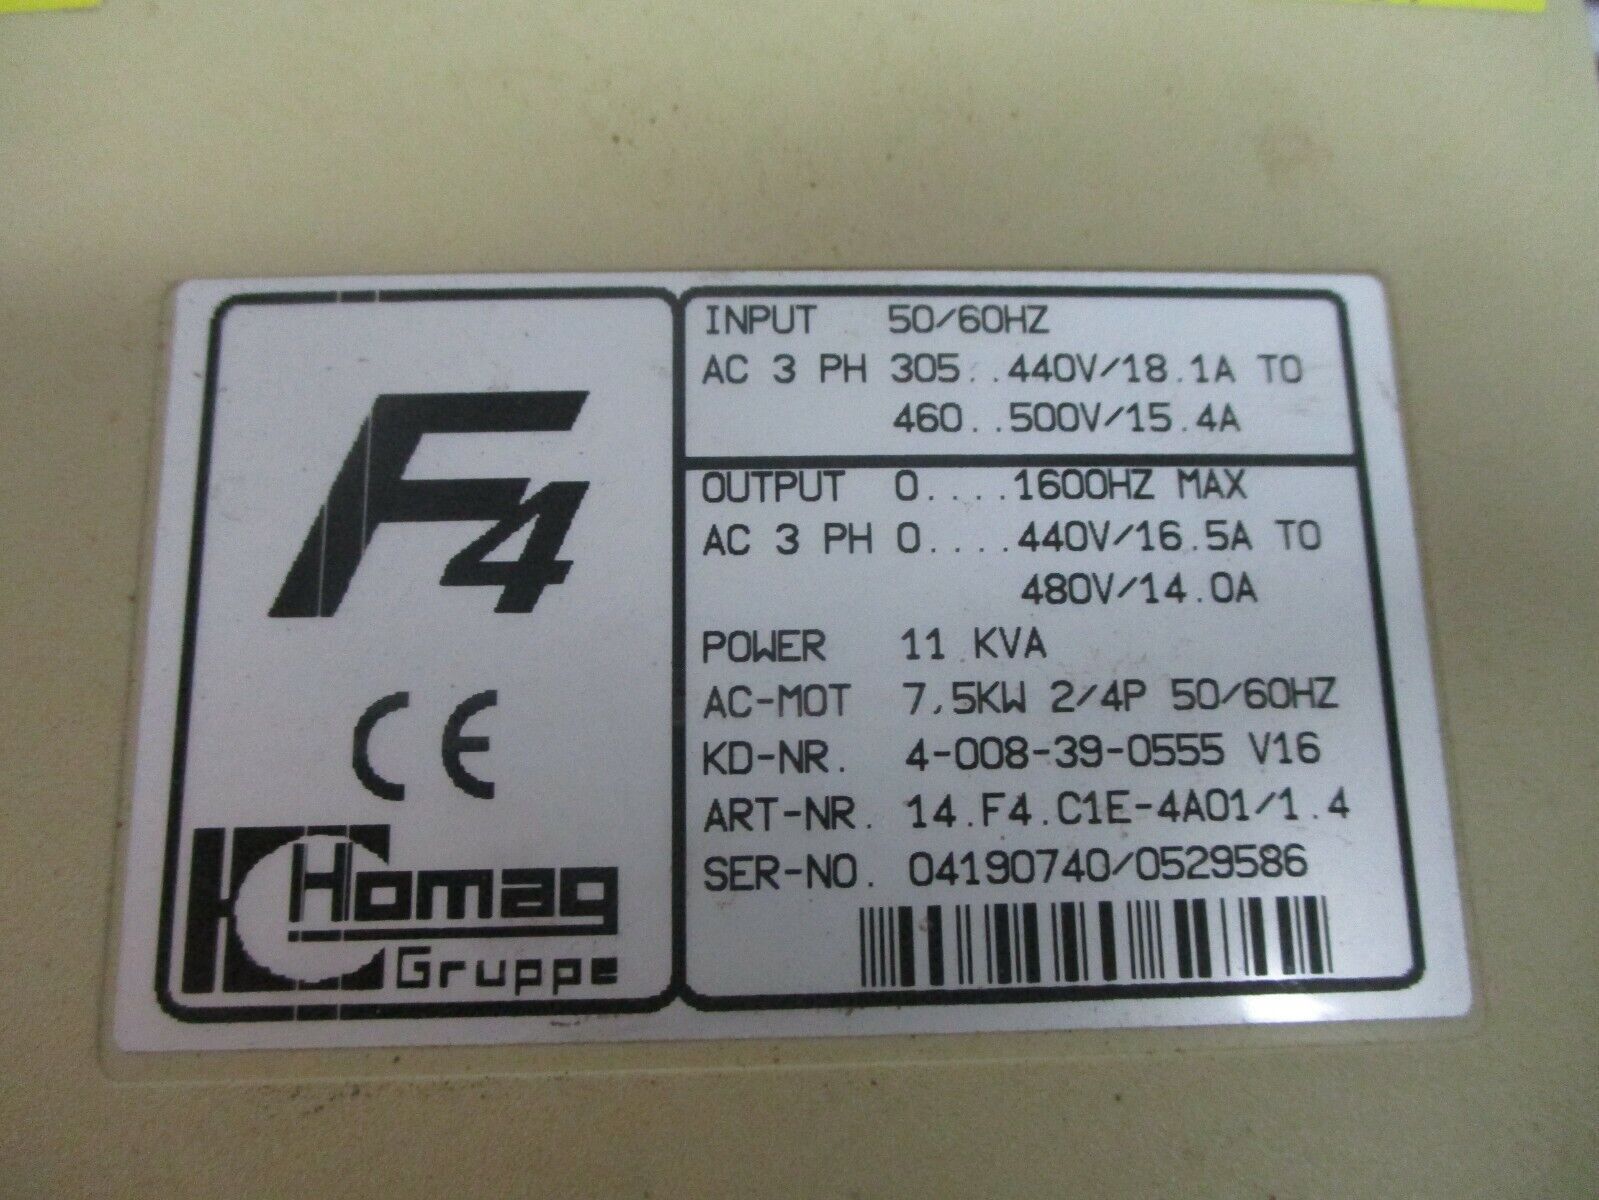 F4
CE
Homag
Gruppe
INPUT 50/60HZ
AC 3 PH 305..440V/18.1A TO
460..500V/15.4A
OUTPUT 0....1600HZ MAX
AC 3 PH 0....440V/16.5A TO
480V/14.0A
POWER 11 KVA
AC-MOT 7,5KW 2/4P 50/60HZ
KD-NR. 4-008-39-0555 V16
ART-NR. 14.F4.C1E-4A01/1.4
SER-NO. 04190740/0529586